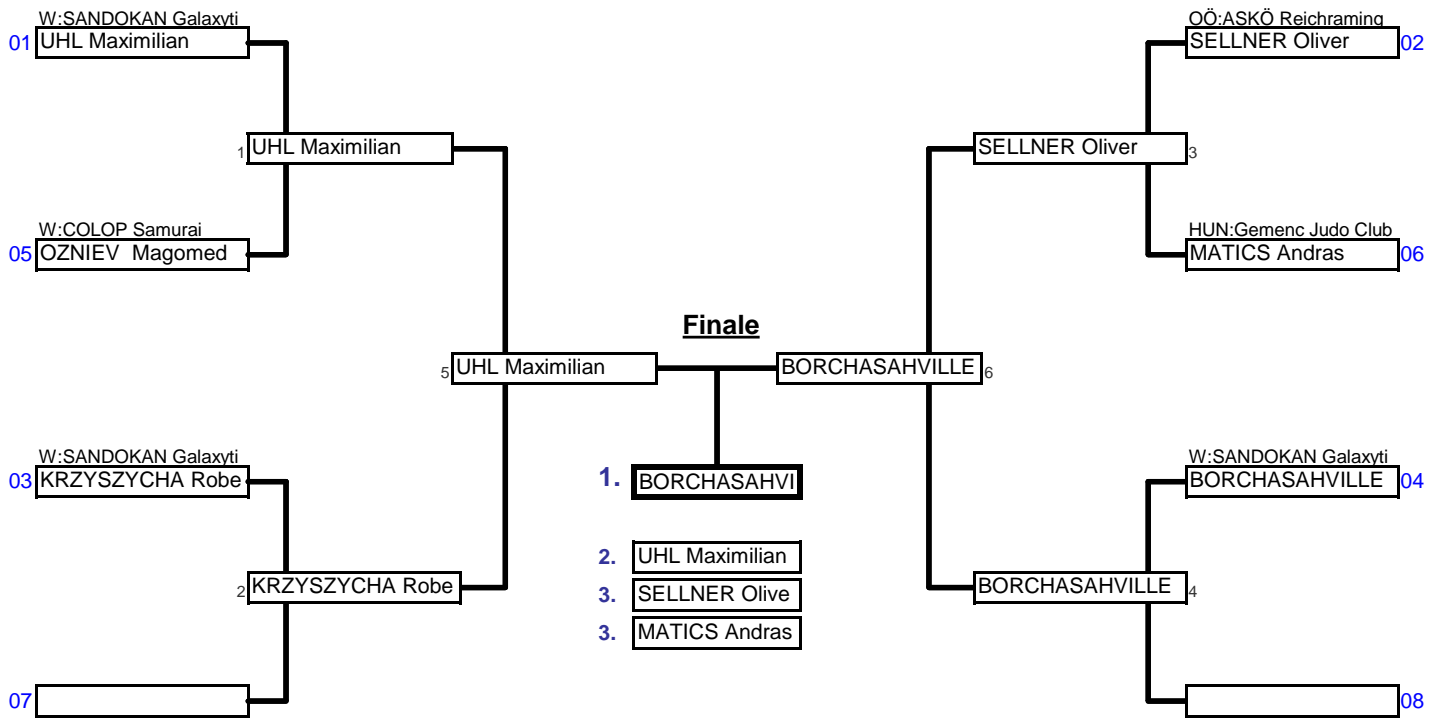 W:SANDOKAN Galaxyti
01 UHL Maximilian
OÖ:ASKÖ Reichraming
SELLNER Oliver 02
1 UHL Maximilian
SELLNER Oliver 3
W:COLOP Samurai
05 OZNIEV Magomed
HUN:Gemenc Judo Club
MATICS Andras 06
Finale
5 UHL Maximilian
BORCHASAHVILLE 6
W:SANDOKAN Galaxyti
03 KRZYSZYCHA Robe
1. BORCHASAHVI
W:SANDOKAN Galaxyti
BORCHASAHVILLE 04
2. UHL Maximilian
2 KRZYSZYCHA Robe
3. SELLNER Olive
BORCHASAHVILLE 4
3. MATICS Andras
07
08